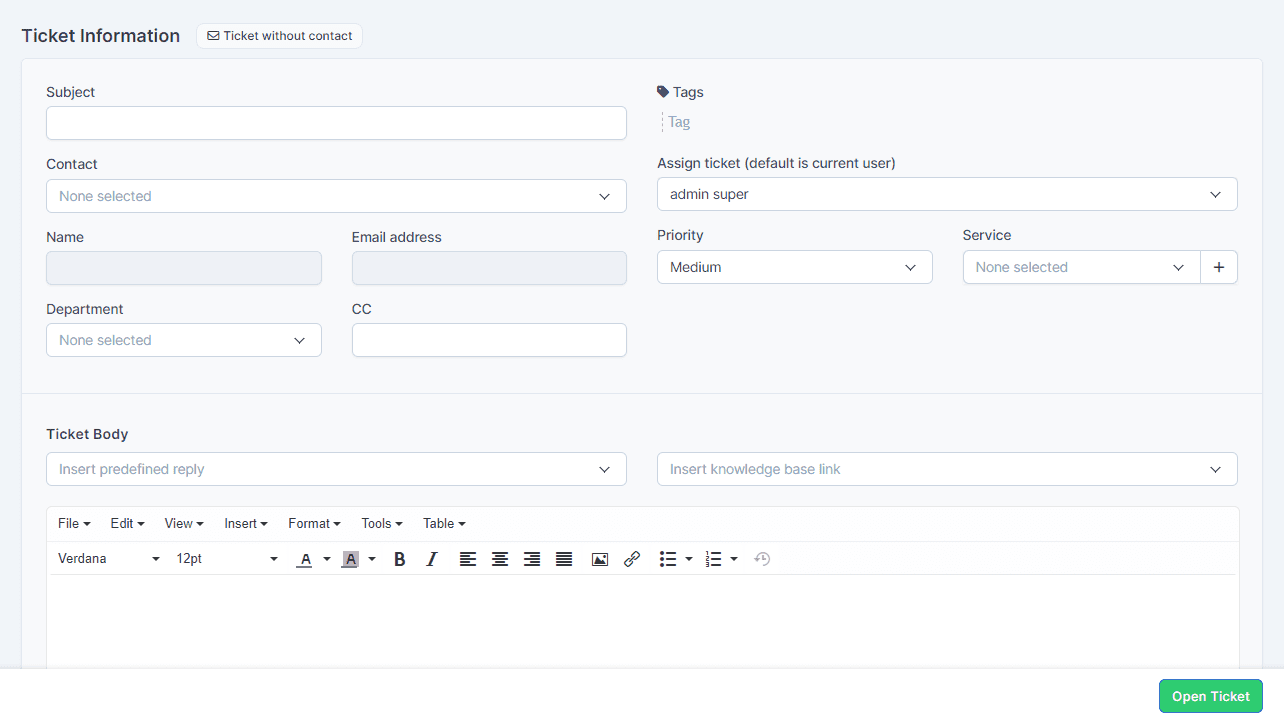 Ticket Information
Ticket without contact
Subject
Tags
Tag
Contact
None selected
Assign ticket (default is current user)
admin super
Name
Email address
Priority
Medium
Service
None selected
+
Department
None selected
CC
Ticket Body
Insert predefined reply
Insert knowledge base link
File Edit View Insert Format Tools Table
Verdana 12pt A A B I
Open Ticket